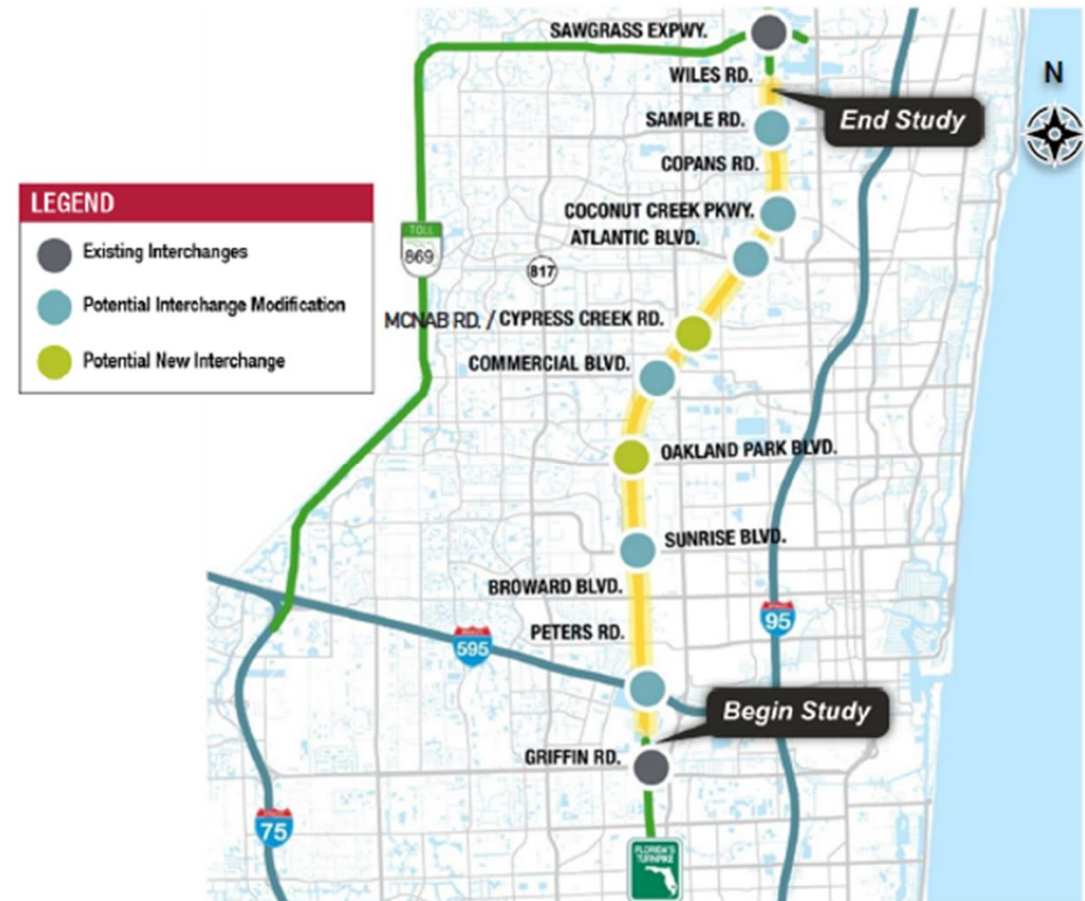 SAWGRASS EXPWY.
N
WILES RD.
End Study
SAMPLE RD.
COPANS RD.
LEGEND
COCONUT CREEK PKWY.
TOLL
869
ATLANTIC BLVD.
Existing Interchanges
817
Potential Interchange Modification
MCNAB RD. / CYPRESS CREEK RD.
Potential New Interchange
COMMERCIAL BLVD.
OAKLAND PARK BLVD.
SUNRISE BLVD.
BROWARD BLVD.
95
PETERS RD.
595
Begin Study
GRIFFIN RD.
75
FLORIDA'S
TURNPIKE